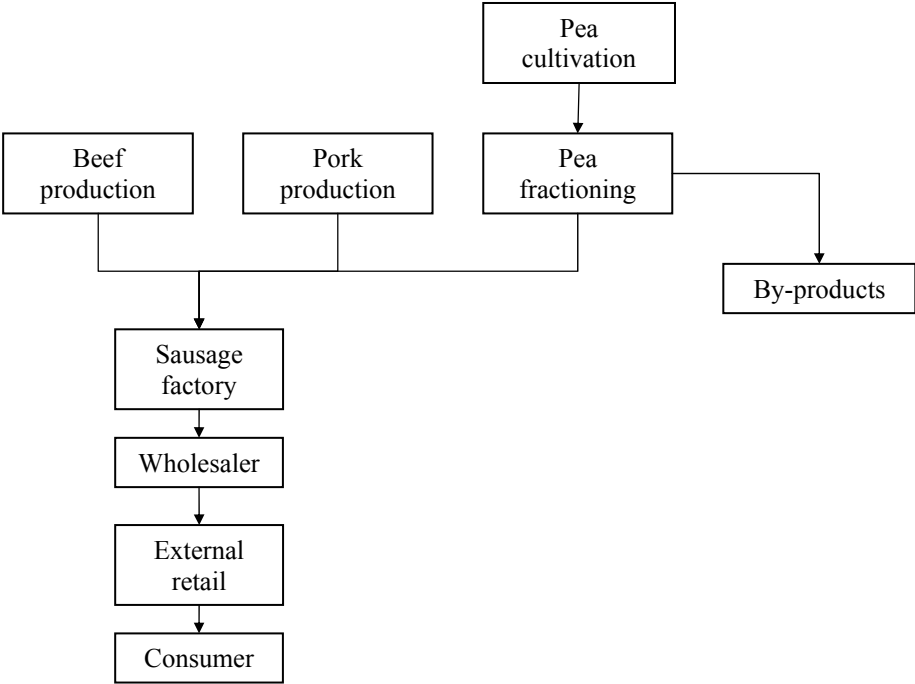 Pea
cultivation
Beef
production
Pork
production
Pea
fractioning
By-products
Sausage
factory
Wholesaler
External
retail
Consumer